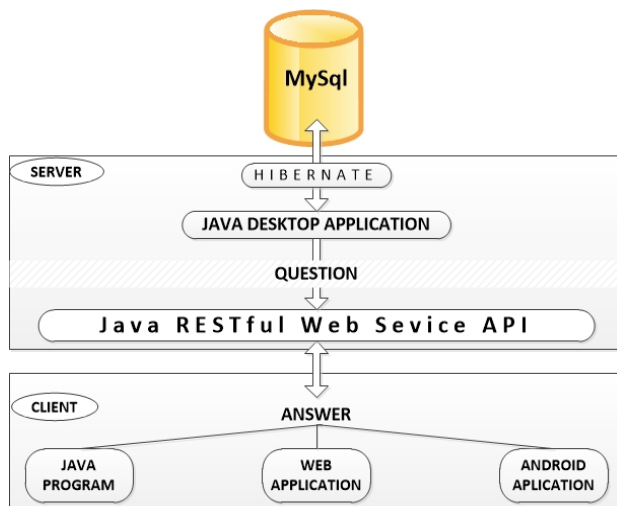 MySql
SERVER
HIBERNATE
JAVA DESKTOP APPLICATION
QUESTION
Java RESTful Web Sevice API
CLIENT
ANSWER
JAVA
PROGRAM
WEB
APPLICATION
ANDROID
APLICATION